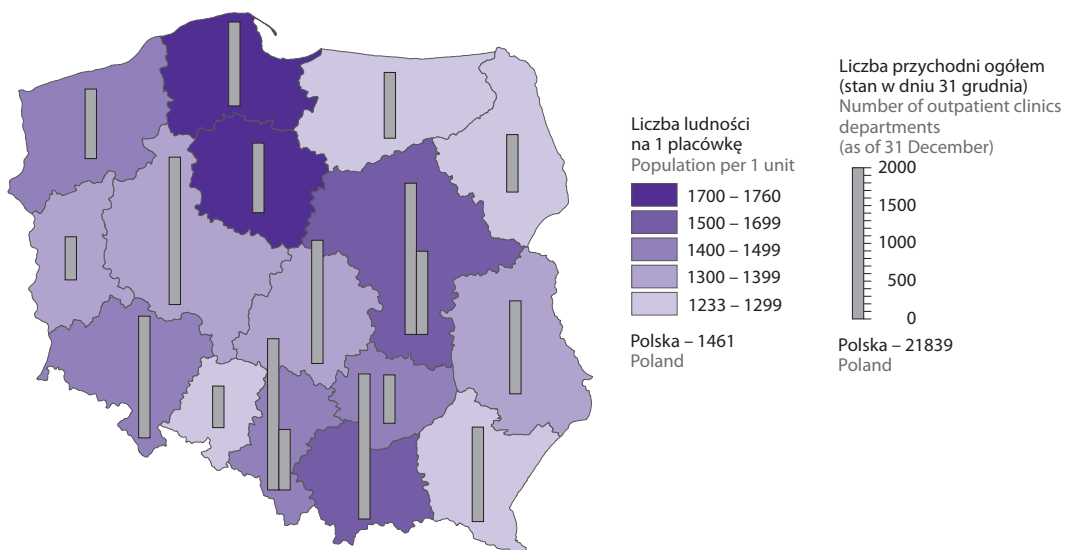 Liczba ludności
na 1 placówkę
Population per 1 unit
1700 – 1760
1500 – 1699
1400 – 1499
1300 – 1399
1233 – 1299
Polska – 1461
Poland
Liczba przychodni ogółem
(stan w dniu 31 grudnia)
Number of outpatient clinics
departments
(as of 31 December)
2000
1500
1000
500
0
Polska – 21839
Poland